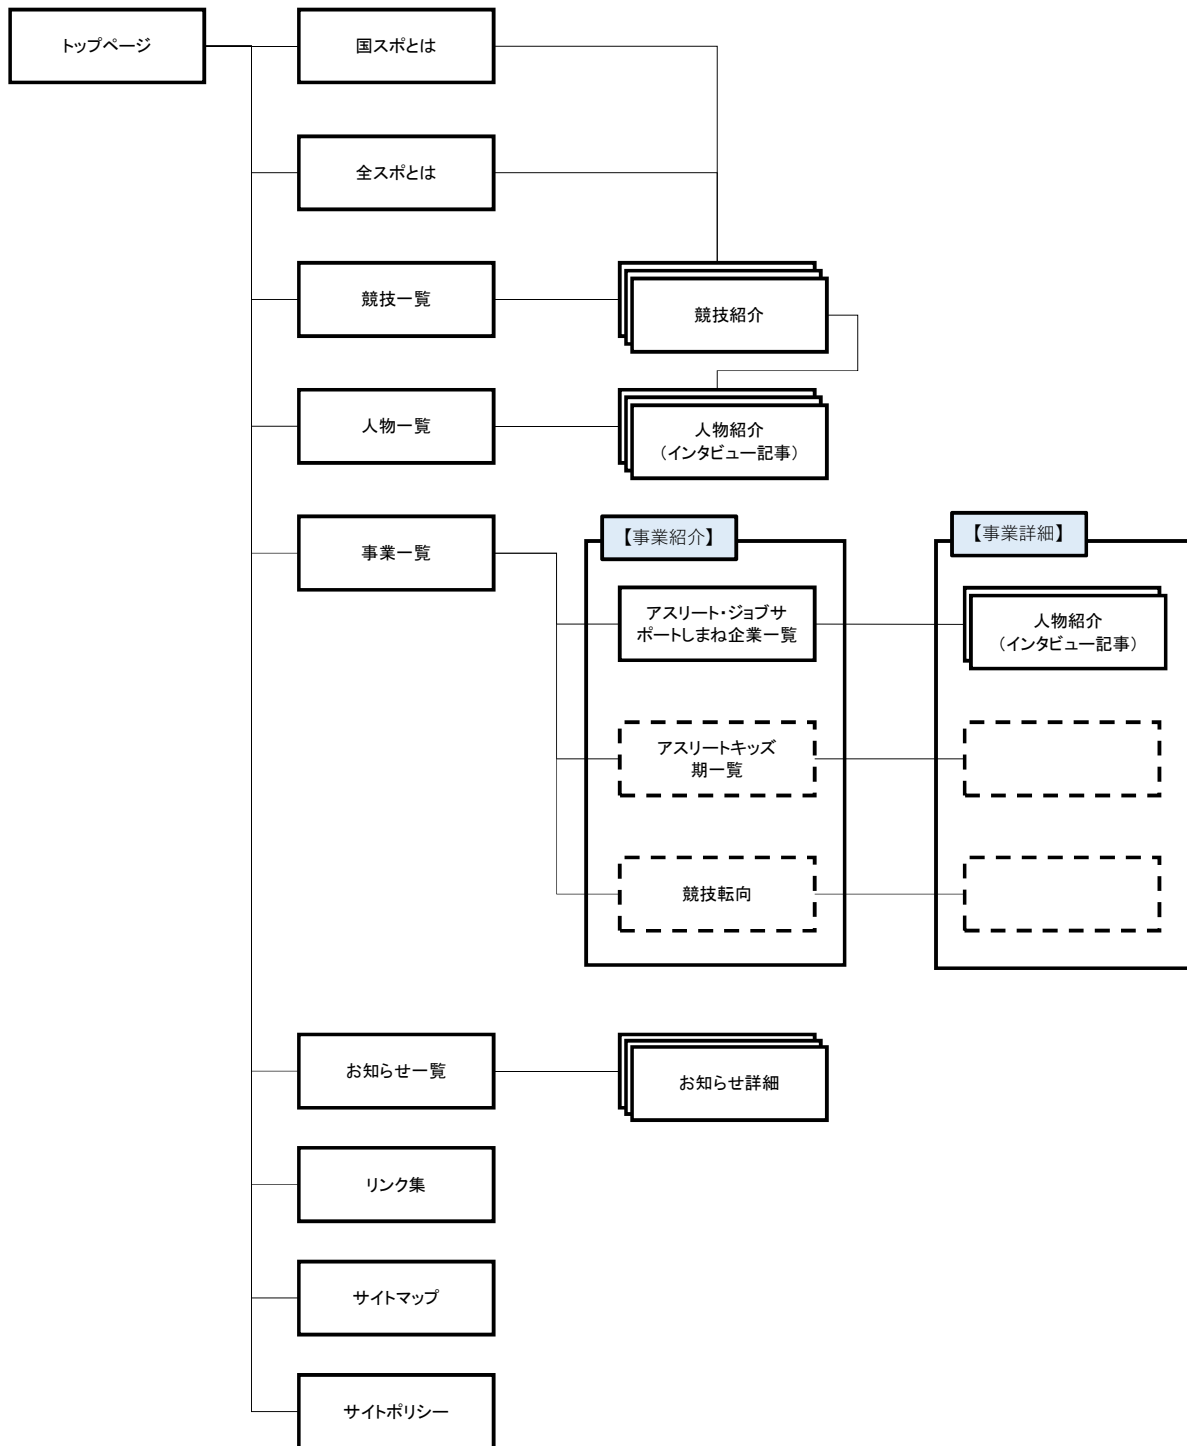 トップページ
国スポとは
全スポとは
競技一覧
競技紹介
人物一覧
人物紹介
（インタビュー記事）
事業一覧
【事業紹介】
【事業詳細】
アスリート・ジョブサ
ポートしまね企業一覧
人物紹介
（インタビュー記事）
アスリートキッズ
期一覧
競技転向
お知らせ一覧
お知らせ詳細
リンク集
サイトマップ
サイトポリシー